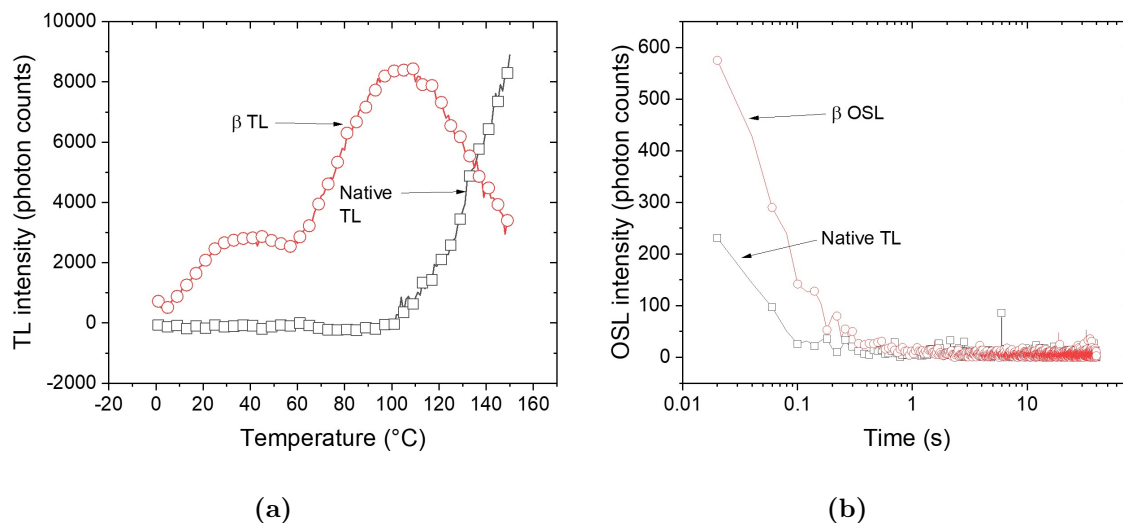 TL intensity (photon counts)
10000
8000
6000
4000
2000
0
-2000
β TL
Native
TL
-20 0 20 40 60 80 100 120 140 160
Temperature (°C)
(a)
OSL intensity (photon counts)
600
500
400
300
200
100
0
β OSL
Native TL
0.01 0.1 1 10
Time (s)
(b)